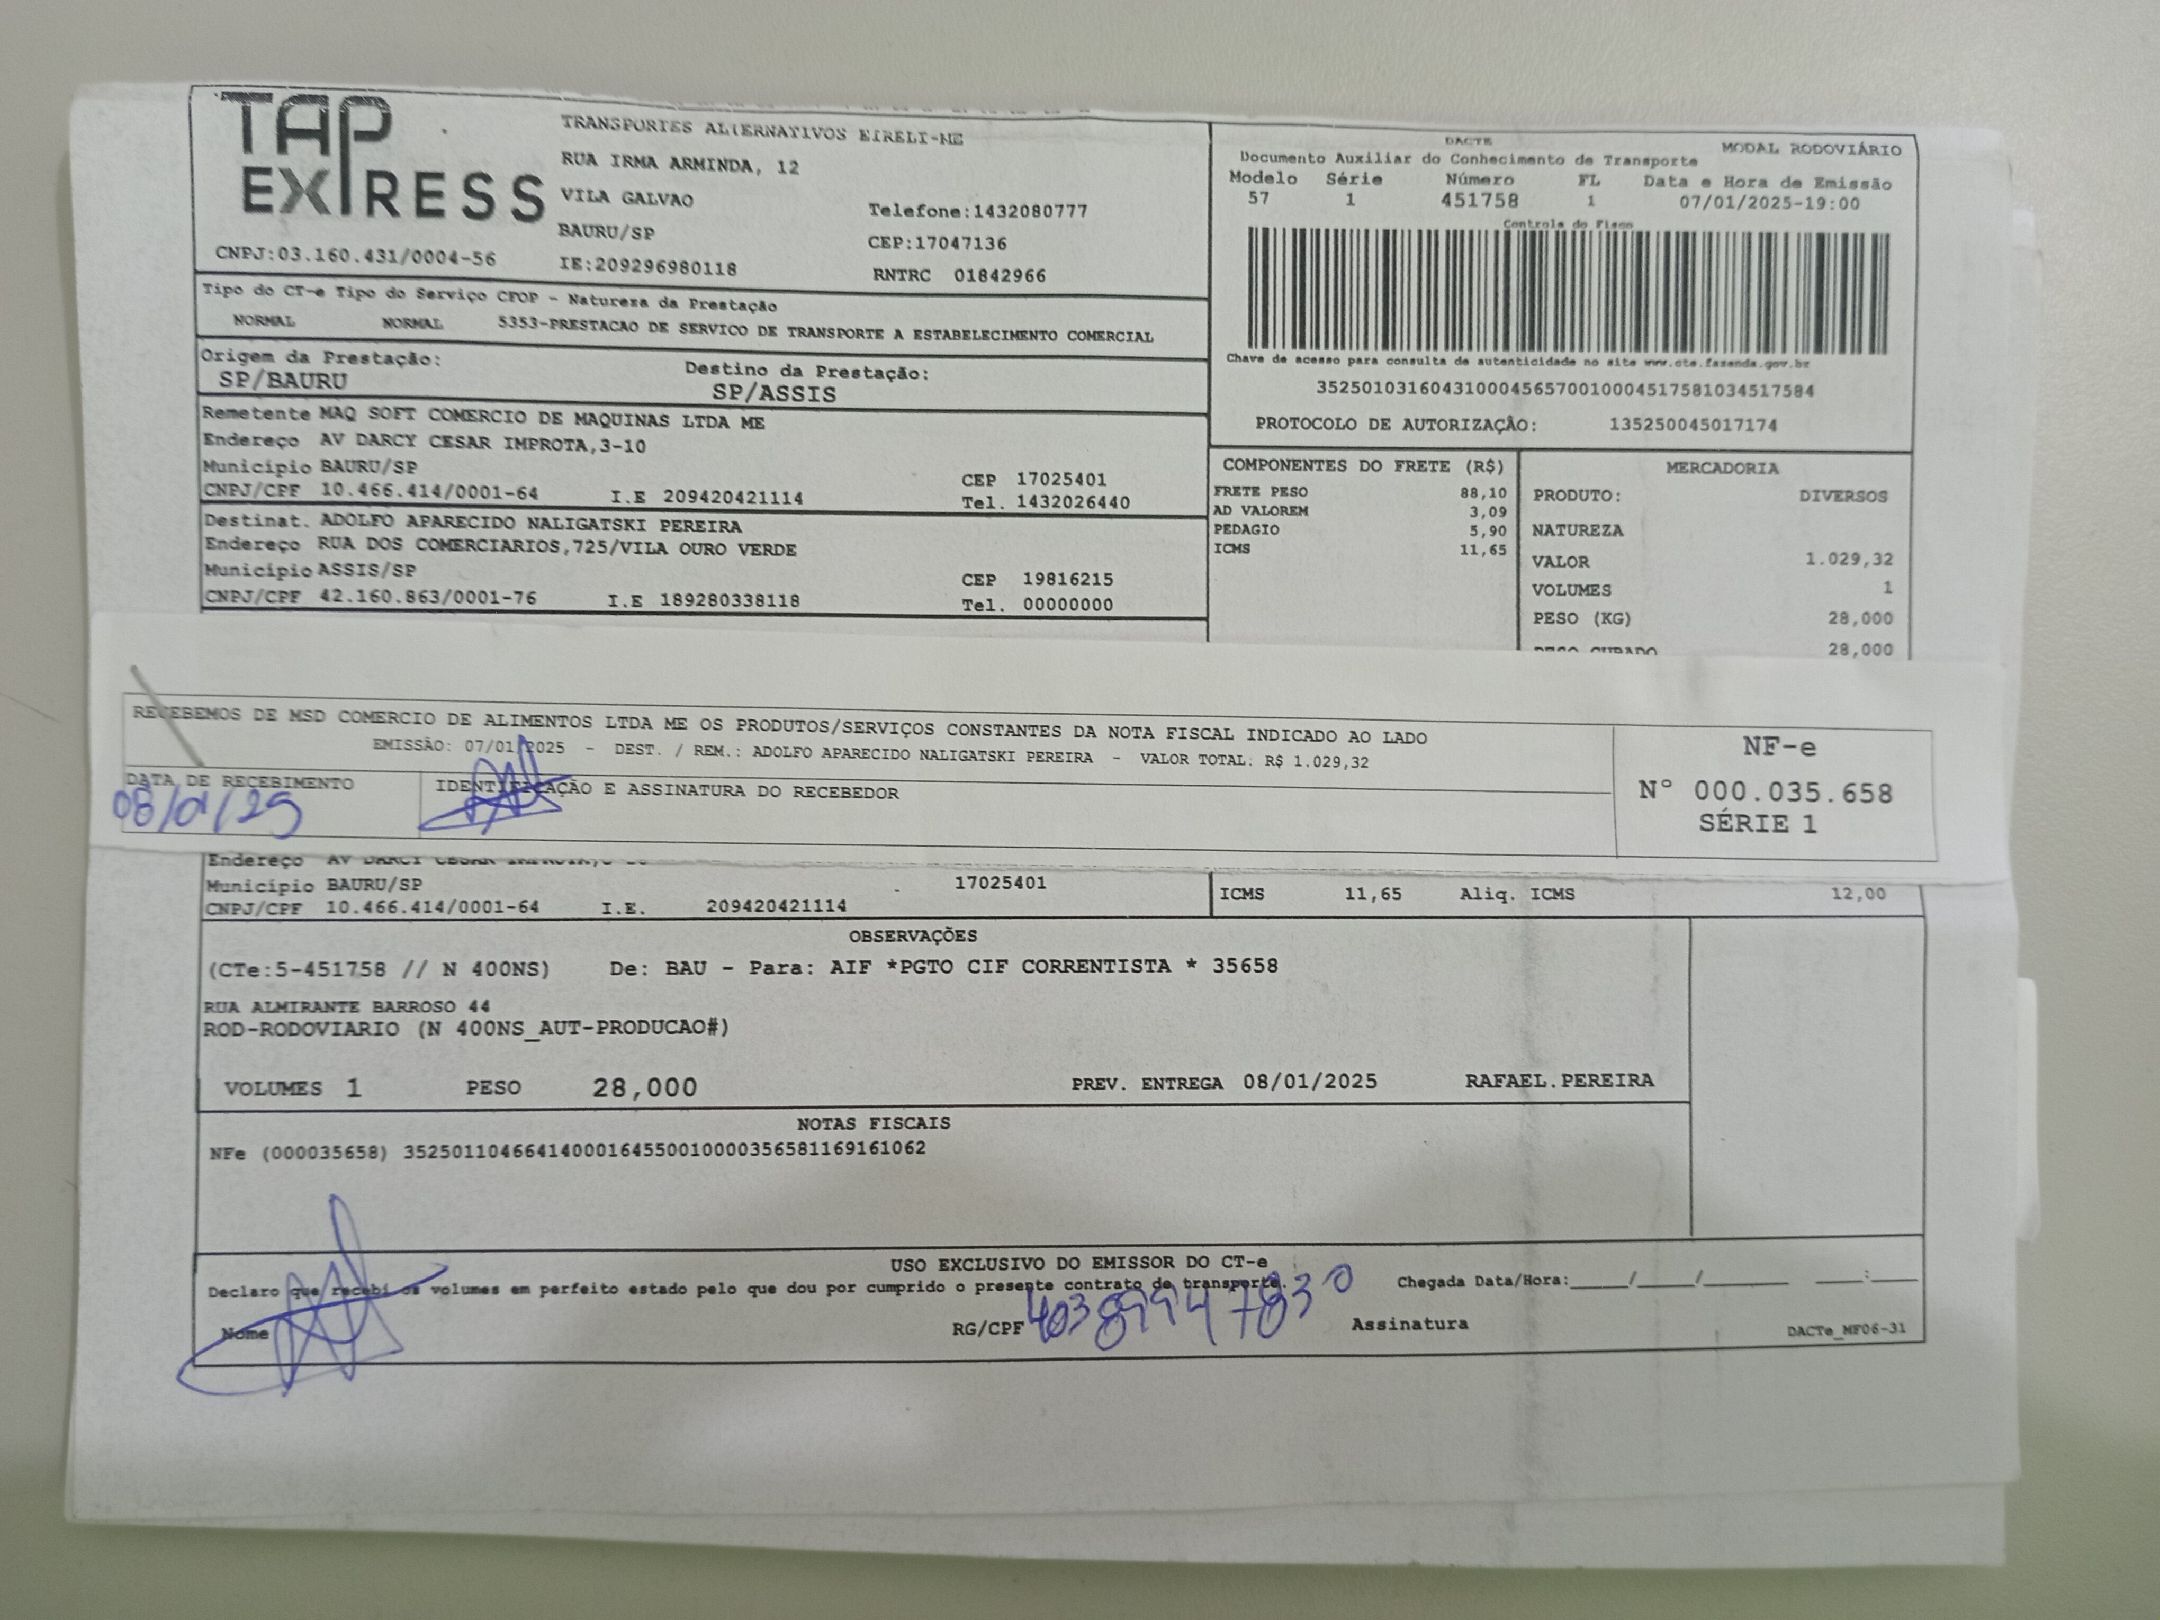 TAP EXPRESS
TRANSPORTES ALTERNATIVOS EIRELI-ME
RUA IRMA ARMINDA, 12
VILA GALVAO
Telefone:1432080777
BAURU/SP
CEP:17047136
CNPJ:03.160.431/0004-56
IE:209296980118
RNTRC 01842966
DACTE
MODAL RODOVIÁRIO
Documento Auxiliar do Conhecimento de Transporte
Modelo Série Número FL Data e Hora de Emissão
57 1 451758 1 07/01/2025-19:00
Controle do Fisco
Chave de acesso para consulta de autenticidade no site www.cte.fazenda.gov.br
35250103160431000456570010004517581034517584
PROTOCOLO DE AUTORIZAÇÃO: 135250045017174
Tipo do CT-e Tipo do Serviço CFOP - Natureza da Prestação
NORMAL NORMAL 5353-PRESTACAO DE SERVICO DE TRANSPORTE A ESTABELECIMENTO COMERCIAL
Origem da Prestação: Destino da Prestação:
SP/BAURU SP/ASSIS
Remetente MAQ SOFT COMERCIO DE MAQUINAS LTDA ME
Endereço AV DARCY CESAR IMPROTA,3-10
Município BAURU/SP CEP 17025401
CNPJ/CPF 10.466.414/0001-64 I.E 209420421114 Tel. 1432026440
Destinat. ADOLFO APARECIDO NALIGATSKI PEREIRA
Endereço RUA DOS COMERCIARIOS,725/VILA OURO VERDE
Município ASSIS/SP CEP 19816215
CNPJ/CPF 42.160.863/0001-76 I.E 189280338118 Tel. 00000000
COMPONENTES DO FRETE (R$)
FRETE PESO 88,10
AD VALOREM 3,09
PEDAGIO 5,90
ICMS 11,65
MERCADORIA
PRODUTO: DIVERSOS
NATUREZA
VALOR 1.029,32
VOLUMES 1
PESO (KG) 28,000
PESO CUBADO 28,000
RECEBEMOS DE MSD COMERCIO DE ALIMENTOS LTDA ME OS PRODUTOS/SERVIÇOS CONSTANTES DA NOTA FISCAL INDICADO AO LADO
EMISSÃO: 07/01/2025 - DEST. / REM.: ADOLFO APARECIDO NALIGATSKI PEREIRA - VALOR TOTAL: R$ 1.029,32
DATA DE RECEBIMENTO
08/01/25
IDENTIFICAÇÃO E ASSINATURA DO RECEBEDOR
NF-e
Nº 000.035.658
SÉRIE 1
Endereço AV DARCY CESAR
Município BAURU/SP 17025401
CNPJ/CPF 10.466.414/0001-64 I.E. 209420421114
ICMS 11,65 Aliq. ICMS 12,00
OBSERVAÇÕES
(CTe:5-451758 // N 400NS) De: BAU - Para: AIF *PGTO CIF CORRENTISTA * 35658
RUA ALMIRANTE BARROSO 44
ROD-RODOVIARIO (N 400NS_AUT-PRODUCAO#)
VOLUMES 1 PESO 28,000 PREV. ENTREGA 08/01/2025 RAFAEL.PEREIRA
NOTAS FISCAIS
NFe (000035658) 35250110466414000164550010000356581169161062
USO EXCLUSIVO DO EMISSOR DO CT-e
Declaro que recebi os volumes em perfeito estado pelo que dou por cumprido o presente contrato de transporte. Chegada Data/Hora:_____/_____/_______ ____:____
Nome RG/CPF 40389947830 Assinatura
DACTe_MF06-31